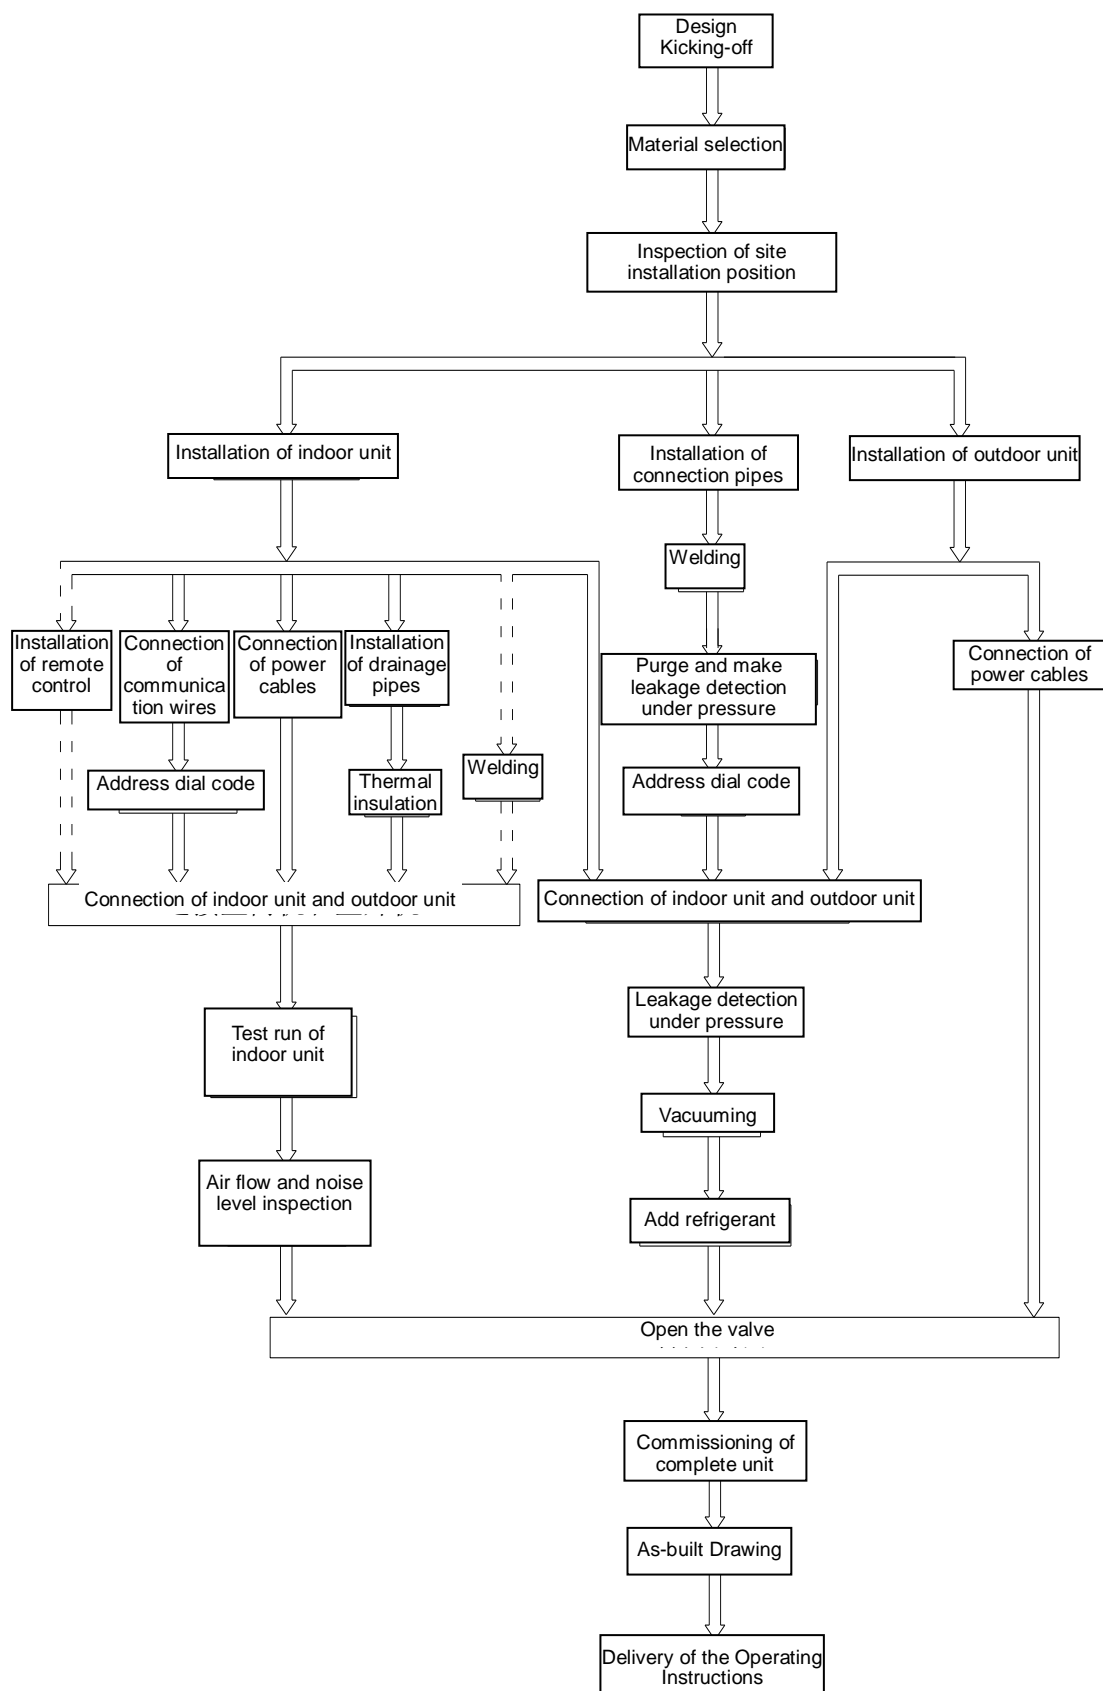 Design
Kicking-off
Material selection
Inspection of site
installation position
Installation of indoor unit
Installation of
connection pipes
Installation of outdoor unit
Welding
Installation
of remote
control
Connection
of
communica
tion wires
Connection
of power
cables
Installation
of drainage
pipes
Purge and make
leakage detection
under pressure
Connection of
power cables
Address dial code
Thermal
insulation
Welding
Address dial code
Connection of indoor unit and outdoor unit
Connection of indoor unit and outdoor unit
Leakage detection
under pressure
Test run of
indoor unit
Vacuuming
Air flow and noise
level inspection
Add refrigerant
Open the valve
Commissioning of
complete unit
As-built Drawing
Delivery of the Operating
Instructions